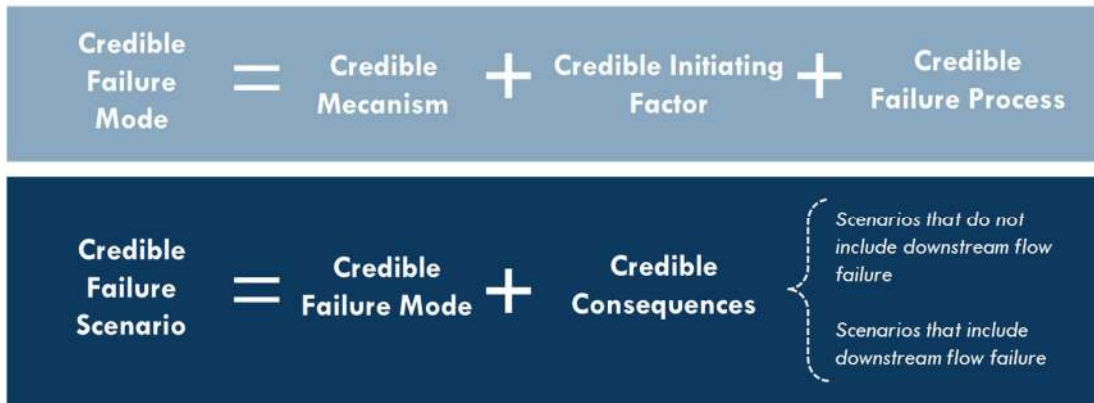 Credible
Failure
Mode
=
Credible
Mecanism
+
Credible Initiating
Factor
+
Credible
Failure Process
Credible
Failure
Scenario
=
Credible
Failure Mode
+
Credible
Consequences
Scenarios that do not
include downstream flow
failure
Scenarios that include
downstream flow failure